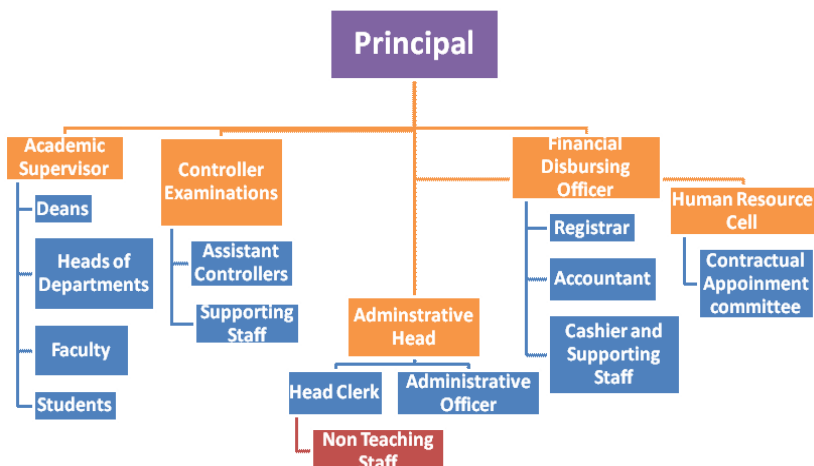 Principal
Academic
Supervisor
Deans
Heads of
Departments
Faculty
Students
Controller
Examinations
Assistant
Controllers
Supporting
Staff
Adminstrative
Head
Head Clerk
Administrative
Officer
Non Teaching
Staff
Financial
Disbursing
Officer
Registrar
Accountant
Cashier and
Supporting
Staff
Human Resource
Cell
Contractual
Appoinment
committee